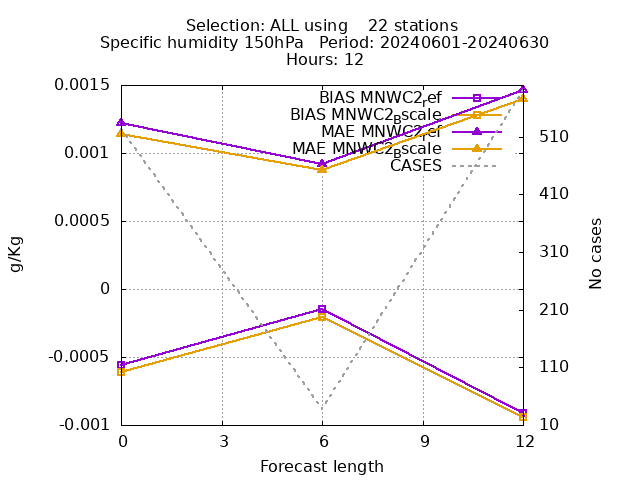 Selection: ALL using    22 stations
Specific humidity 150hPa   Period: 20240601-20240630
Hours: 12
BIAS MNWC2ref
BIAS MNWC2Bscale
MAE MNWC2ref
MAE MNWC2Bscale
CASES
0.0015
0.001
0.0005
0
-0.0005
-0.001
510
410
310
210
110
10
g/Kg
No cases
0 3 6 9 12
Forecast length